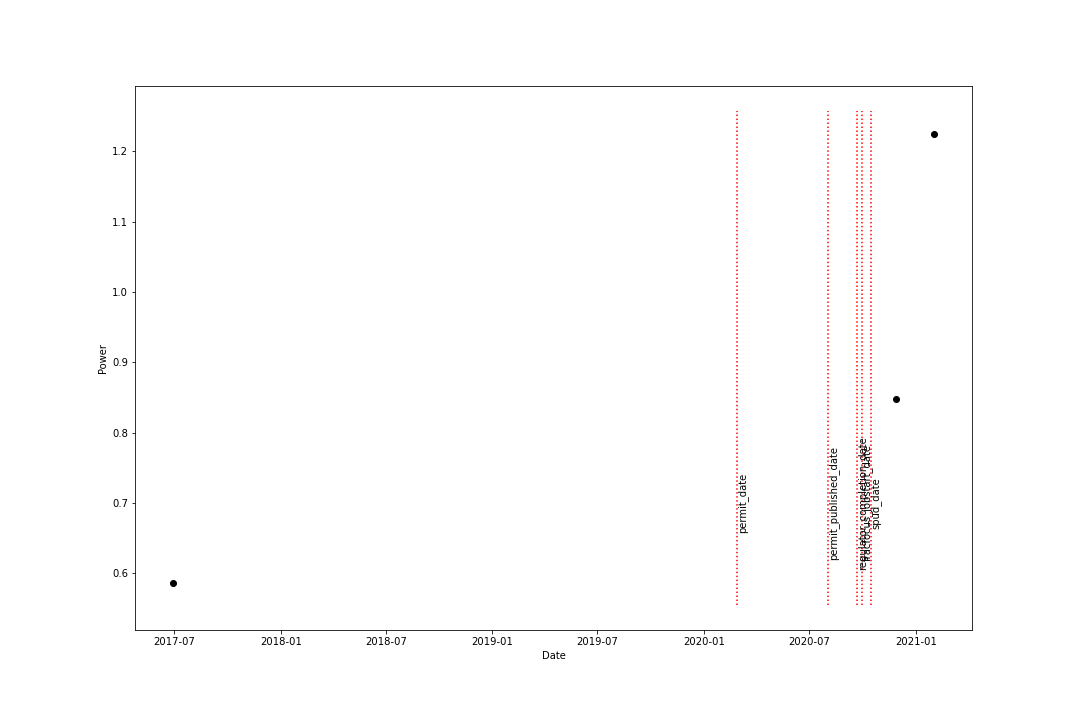 1.2
1.1
1.0
0.9
0.8
0.7
0.6
Power
permit_date
permit_published_date
regulator_completion_date
spud_date
2017-07
2018-01
2018-07
2019-01
2019-07
2020-01
2020-07
2021-01
Date